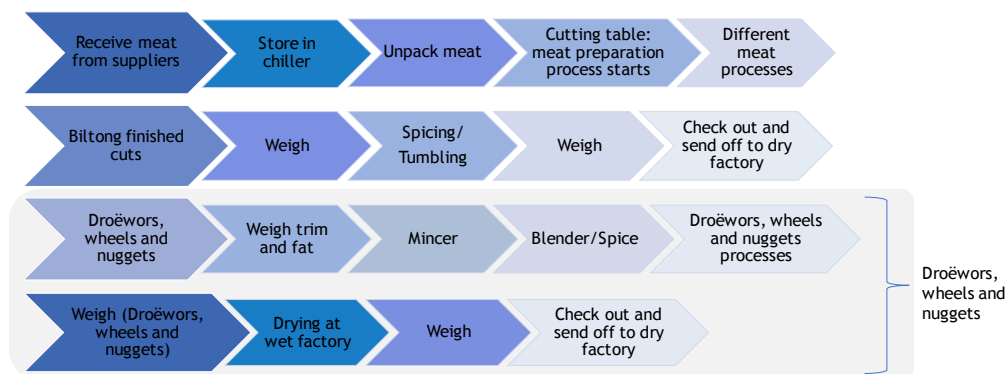 Receive meat
from suppliers
Store in
chiller
Unpack meat
Cutting table:
meat preparation
process starts
Different
meat
processes
Biltong finished
cuts
Weigh
Spicing/
Tumbling
Weigh
Check out and
send off to dry
factory
Droëwors,
wheels and
nuggets
Weigh trim
and fat
Mincer
Blender/Spice
Droëwors, wheels
and nuggets
processes
Weigh (Droëwors,
wheels and
nuggets)
Drying at
wet factory
Weigh
Check out and
send off to dry
factory
Droëwors,
wheels and
nuggets